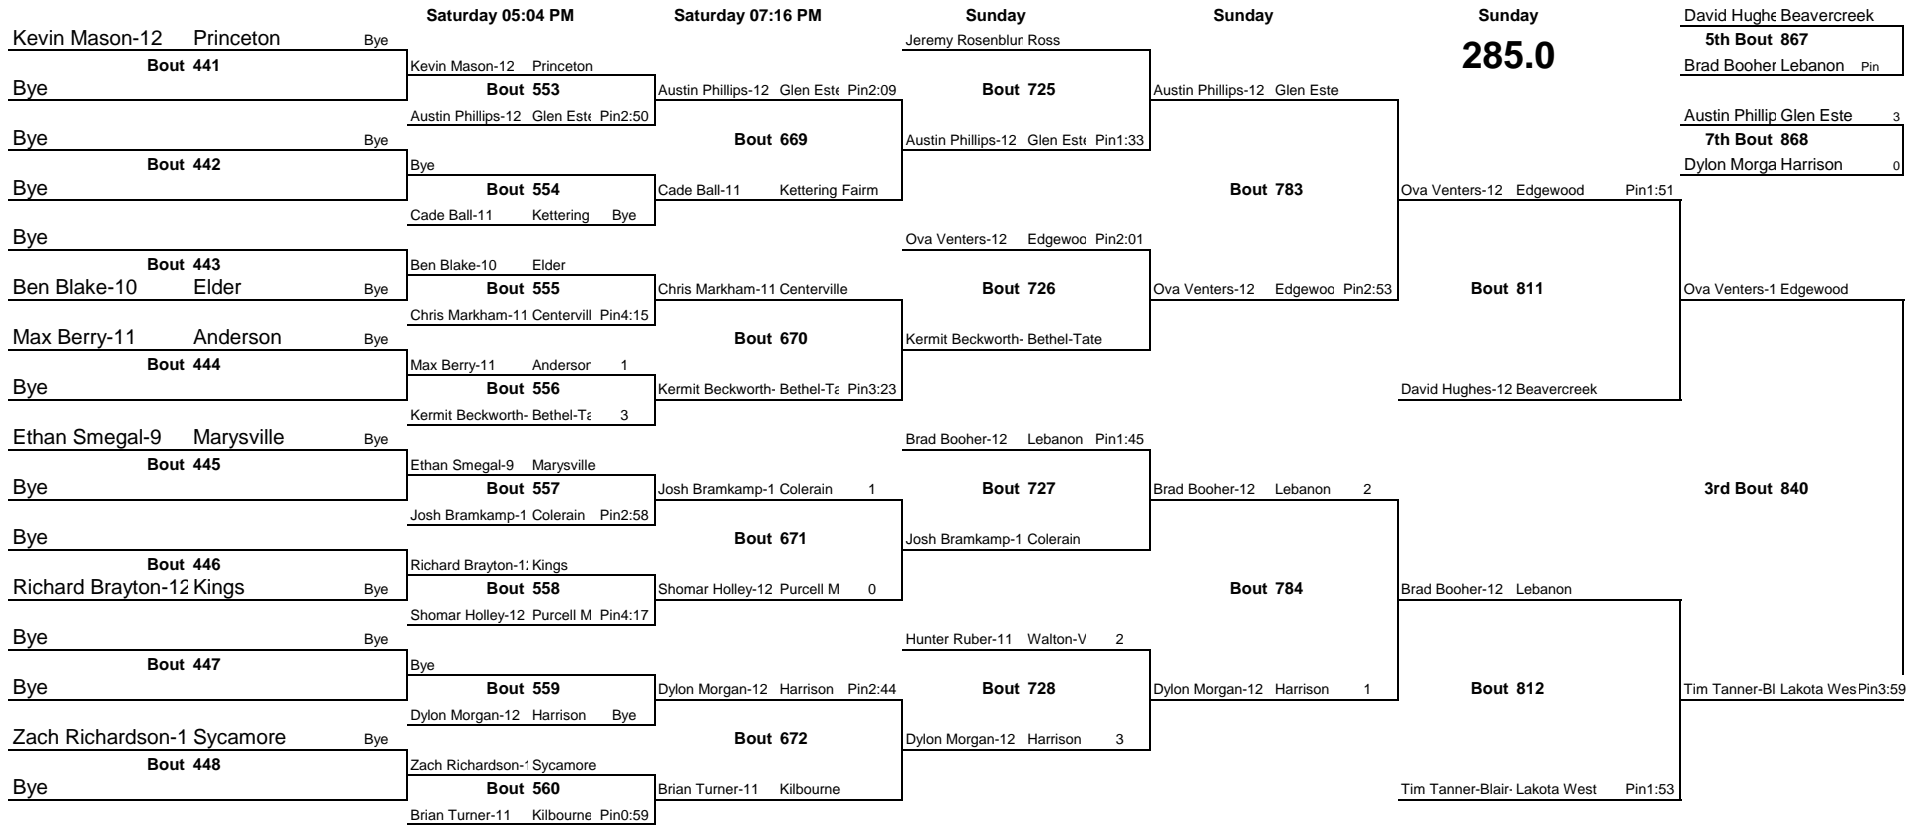 Saturday 05:04 PM Saturday 07:16 PM Sunday Sunday Sunday
285.0
Kevin Mason-12 Princeton Bye
Bout 441
Bye
Bye Bye
Bout 442
Bye
Bye
Bout 443
Ben Blake-10 Elder Bye
Max Berry-11 Anderson Bye
Bout 444
Bye
Ethan Smegal-9 Marysville Bye
Bout 445
Bye
Bye
Bout 446
Richard Brayton-12 Kings Bye
Bye Bye
Bout 447
Bye
Zach Richardson-1 Sycamore Bye
Bout 448
Bye
Kevin Mason-12 Princeton
Bout 553
Austin Phillips-12 Glen Este Pin2:50
Bye
Bout 554
Cade Ball-11 Kettering Bye
Ben Blake-10 Elder
Bout 555
Chris Markham-11 Centervill Pin4:15
Max Berry-11 Anderson 1
Bout 556
Kermit Beckworth- Bethel-Ta 3
Ethan Smegal-9 Marysville
Bout 557
Josh Bramkamp-1 Colerain Pin2:58
Richard Brayton-1 Kings
Bout 558
Shomar Holley-12 Purcell M Pin4:17
Bye
Bout 559
Dylon Morgan-12 Harrison Bye
Zach Richardson-1 Sycamore
Bout 560
Brian Turner-11 Kilbourne Pin0:59
Austin Phillips-12 Glen Este Pin2:09
Bout 669
Cade Ball-11 Kettering Fairm
Chris Markham-11 Centerville
Bout 670
Kermit Beckworth- Bethel-Ta Pin3:23
Josh Bramkamp-1 Colerain 1
Bout 671
Shomar Holley-12 Purcell M 0
Dylon Morgan-12 Harrison Pin2:44
Bout 672
Brian Turner-11 Kilbourne
Jeremy Rosenblur Ross
Bout 725
Austin Phillips-12 Glen Este Pin1:33
Ova Venters-12 Edgewoo Pin2:01
Bout 726
Kermit Beckworth- Bethel-Tate
Brad Booher-12 Lebanon Pin1:45
Bout 727
Josh Bramkamp-1 Colerain
Hunter Ruber-11 Walton-V 2
Bout 728
Dylon Morgan-12 Harrison 3
Austin Phillips-12 Glen Este
Bout 783
Ova Venters-12 Edgewoo Pin2:53
Brad Booher-12 Lebanon 2
Bout 784
Dylon Morgan-12 Harrison 1
Ova Venters-12 Edgewood Pin1:51
Bout 811
David Hughes-12 Beavercreek
Brad Booher-12 Lebanon
Bout 812
Tim Tanner-Blair- Lakota West Pin1:53
David Hughe Beavercreek
5th Bout 867
Brad Booher Lebanon Pin
Austin Phillip Glen Este 3
7th Bout 868
Dylon Morga Harrison 0
Ova Venters-1 Edgewood
3rd Bout 840
Tim Tanner-Bl Lakota Wes Pin3:59